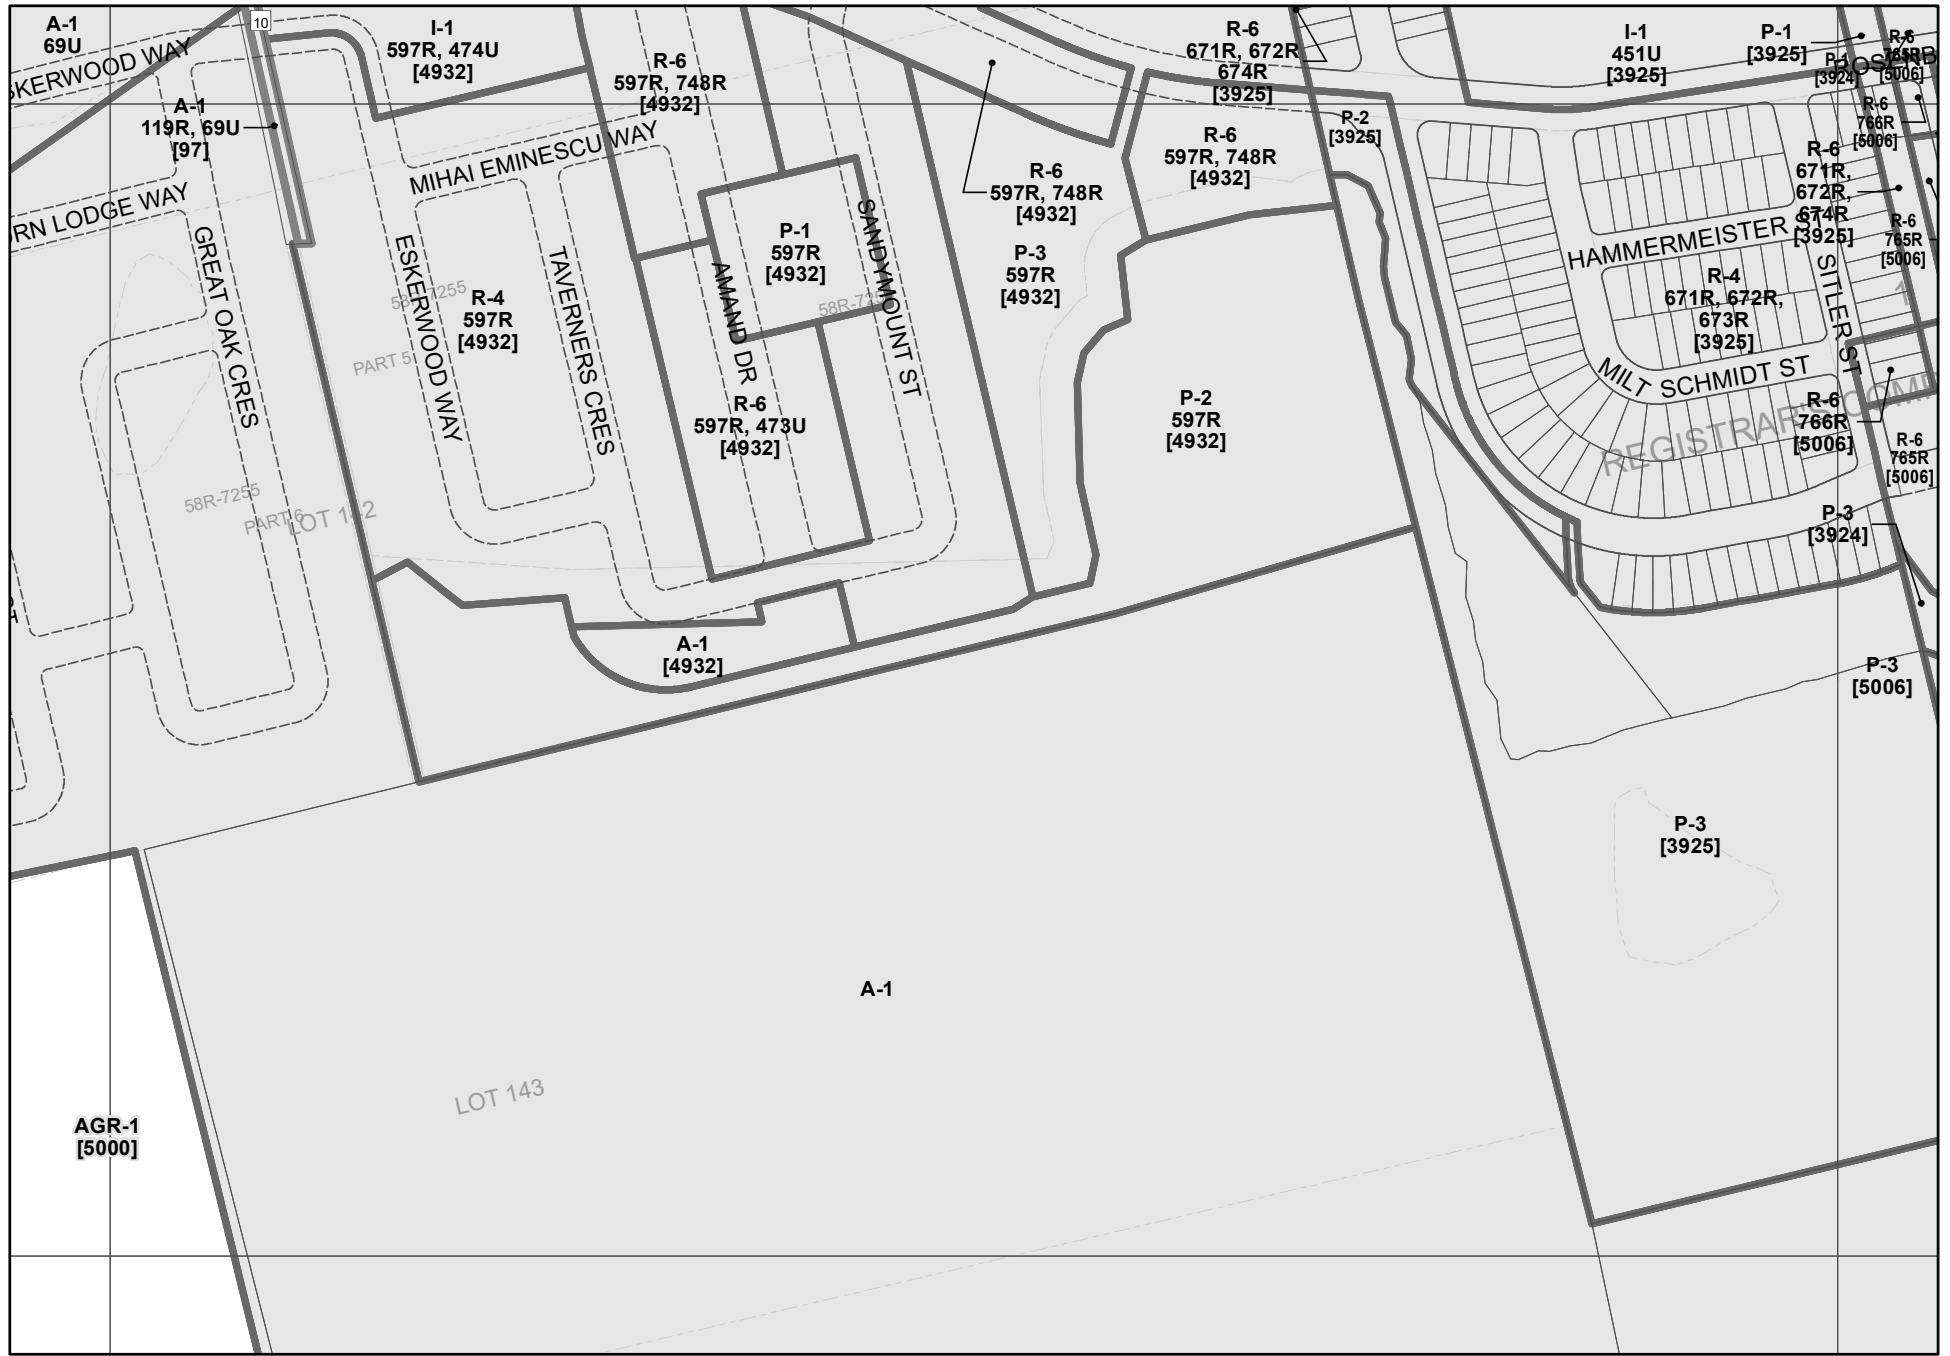 A-1
69U
10
I-1
597R, 474U
[4932]
R-6
597R, 748R
[4932]
R-6
671R, 672R
674R
[3925]
I-1
451U
[3925]
P-1
[3925]
P-1
[3924]
R-6
765R
[5006]
SKERWOOD WAY
A-1
119R, 69U
[97]
MIHAI EMINESCU WAY
R-6
597R, 748R
[4932]
P-2
[3925]
R-6
597R, 748R
[4932]
R-6
766R
[5006]
R-6
671R,
672R,
674R
[3925]
R-6
765R
[5006]
RN LODGE WAY
GREAT OAK CRES
ESKERWOOD WAY
TAVERNERS CRES
AMAND DR
SANDYMOUNT ST
P-1
597R
[4932]
P-3
597R
[4932]
HAMMERMEISTER ST
SITLER ST
R-4
671R, 672R,
673R
[3925]
MILT SCHMIDT ST
58R-7255
R-4
597R
[4932]
PART 5
R-6
597R, 473U
[4932]
P-2
597R
[4932]
R-6
766R
[5006]
REGISTRAR'S COMP
R-6
765R
[5006]
58R-7255
PART 6
LOT 142
P-3
[3924]
A-1
[4932]
P-3
[5006]
P-3
[3925]
A-1
LOT 143
AGR-1
[5000]